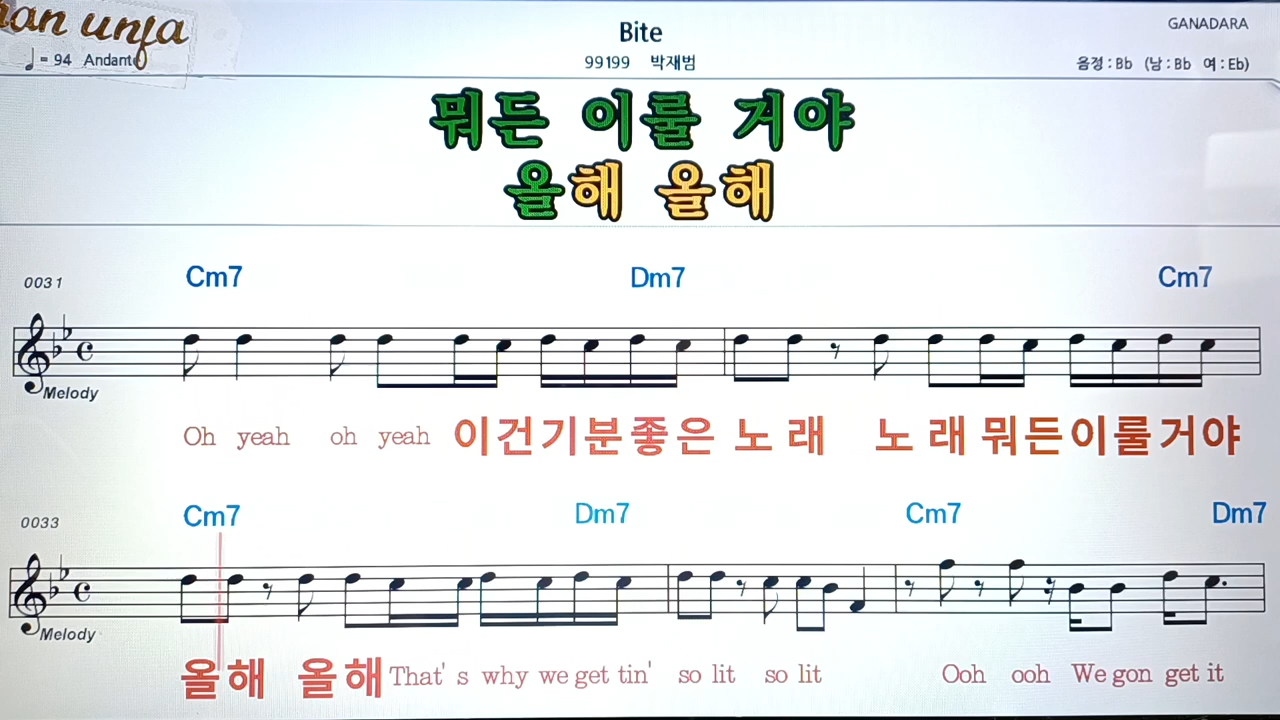 an unja
Bite
GANADARA
♩ = 94 Andante
99199 박재범
음정 : Bb (남 : Bb 여 : Eb)
뭐든 이룰 거야
올해 올해
0031 Cm7 Dm7 Cm7
Melody
Oh yeah oh yeah 이건기분좋은 노래 노래 뭐든이룰거야
0033 Cm7 Dm7 Cm7 Dm7
Melody
올해 올해 That' s why we get tin' so lit so lit Ooh ooh We gon get it